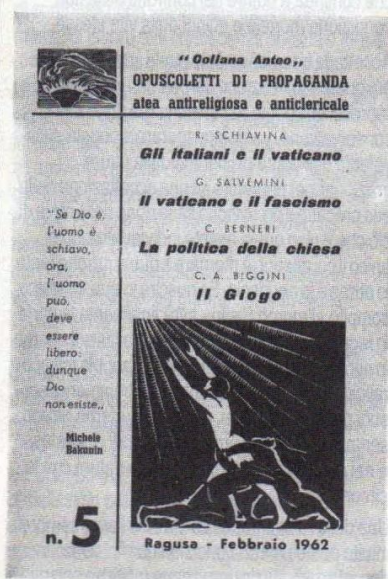 "Collana Anteo„
OPUSCOLETTI DI PROPAGANDA
atea antireligiosa e anticlericale
R. SCHIAVINA
Gli italiani e il vaticano
G. SALVEMINI
Il vaticano e il fascismo
C. BERNERI
La politica della chiesa
C. A. BIGGINI
Il Giogo
"Se Dio è,
l'uomo è
schiavo,
ora,
l'uomo
può,
deve
essere
libero:
dunque
Dio
non esiste„
Michele
Bakunin
n. 5
Ragusa - Febbraio 1962